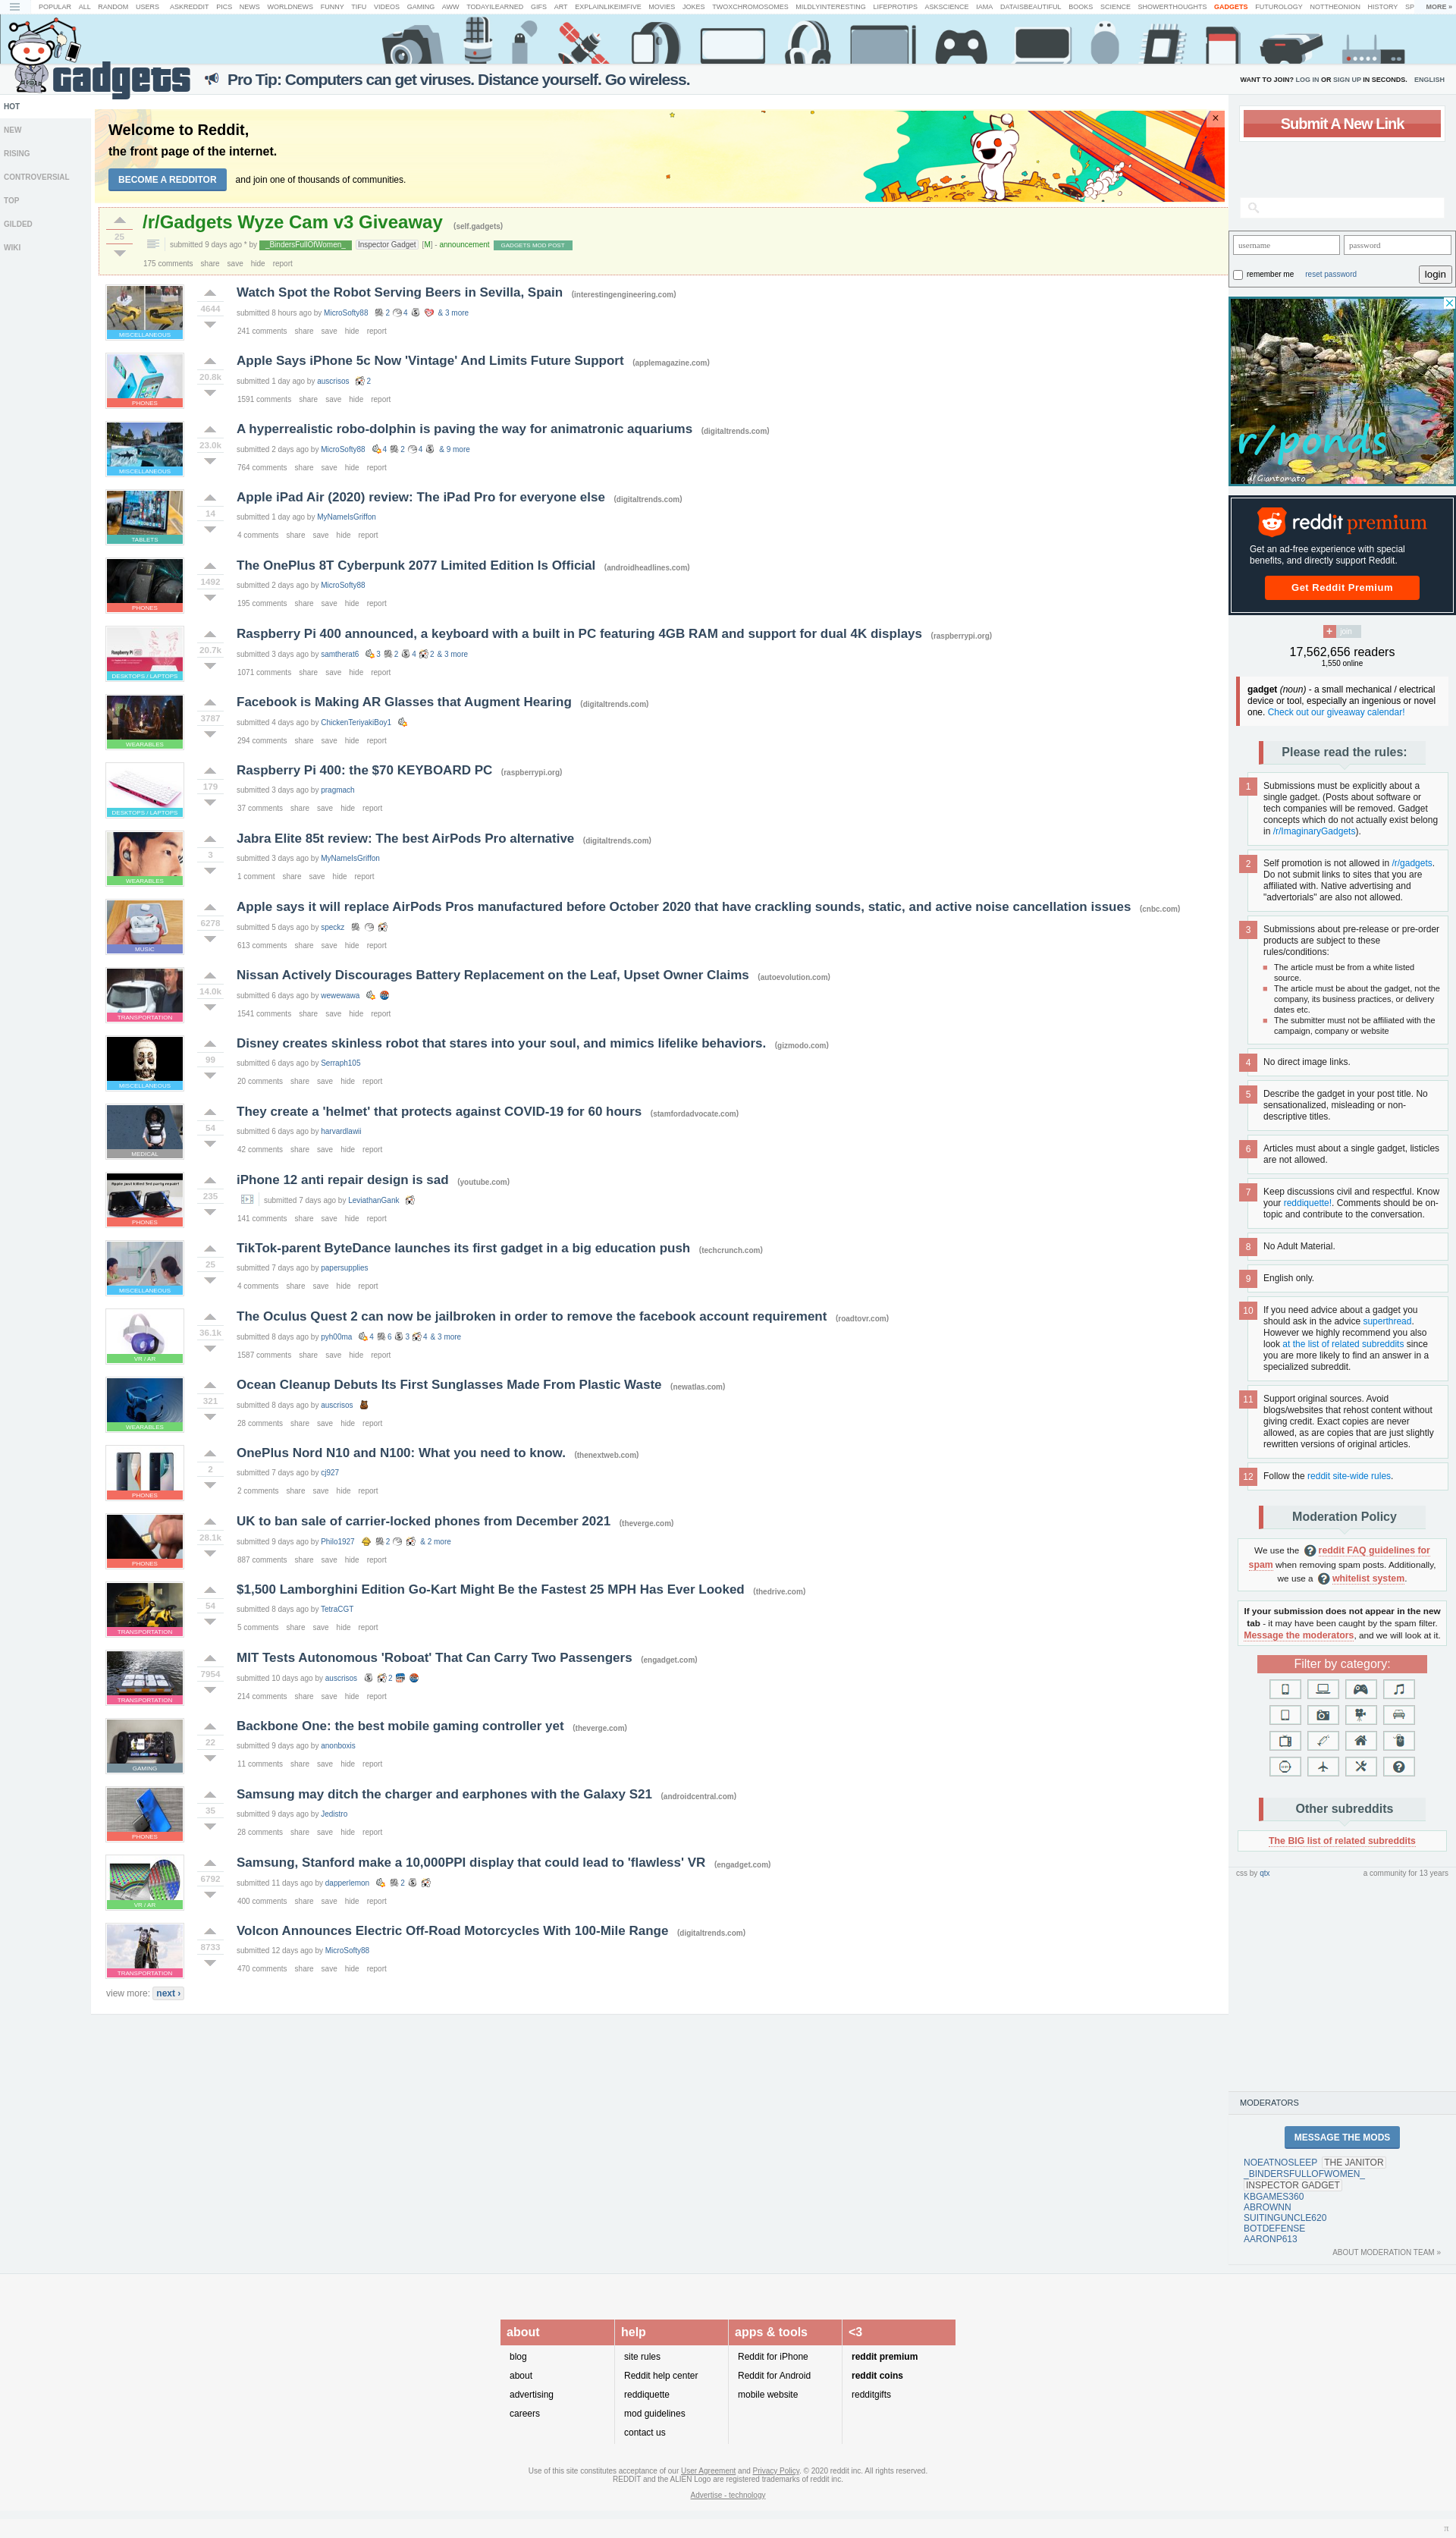 POPULAR ALL RANDOM USERS ASKREDDIT PICS NEWS WORLDNEWS FUNNY TIFU VIDEOS GAMING AWW TODAYILEARNED GIFS ART EXPLAINLIKEIMFIVE MOVIES JOKES TWOXCHROMOSOMES MILDLYINTERESTING LIFEPROTIPS ASKSCIENCE IAMA DATAISBEAUTIFUL BOOKS SCIENCE SHOWERTHOUGHTS GADGETS FUTUROLOGY NOTTHEONION HISTORY SP MORE »
Gadgets
Pro Tip: Computers can get viruses. Distance yourself. Go wireless.
WANT TO JOIN? LOG IN OR SIGN UP IN SECONDS. ENGLISH
HOT
NEW
RISING
CONTROVERSIAL
TOP
GILDED
WIKI
Welcome to Reddit,
the front page of the internet.
BECOME A REDDITOR and join one of thousands of communities.
×
/r/Gadgets Wyze Cam v3 Giveaway (self.gadgets)
25
submitted 9 days ago * by _BindersFullOfWomen_ Inspector Gadget [M] - announcement GADGETS MOD POST
175 comments share save hide report
Watch Spot the Robot Serving Beers in Sevilla, Spain (interestingengineering.com)
4644
submitted 8 hours ago by MicroSofty88 2 4 & 3 more
241 comments share save hide report
MISCELLANEOUS
Apple Says iPhone 5c Now 'Vintage' And Limits Future Support (applemagazine.com)
20.8k
submitted 1 day ago by auscrisos 2
1591 comments share save hide report
PHONES
A hyperrealistic robo-dolphin is paving the way for animatronic aquariums (digitaltrends.com)
23.0k
submitted 2 days ago by MicroSofty88 4 2 4 & 9 more
764 comments share save hide report
MISCELLANEOUS
Apple iPad Air (2020) review: The iPad Pro for everyone else (digitaltrends.com)
14
submitted 1 day ago by MyNameIsGriffon
4 comments share save hide report
TABLETS
The OnePlus 8T Cyberpunk 2077 Limited Edition Is Official (androidheadlines.com)
1492
submitted 2 days ago by MicroSofty88
195 comments share save hide report
PHONES
Raspberry Pi 400 announced, a keyboard with a built in PC featuring 4GB RAM and support for dual 4K displays (raspberrypi.org)
20.7k
submitted 3 days ago by samtherat6 3 2 4 2 & 3 more
1071 comments share save hide report
DESKTOPS / LAPTOPS
Facebook is Making AR Glasses that Augment Hearing (digitaltrends.com)
3787
submitted 4 days ago by ChickenTeriyakiBoy1
294 comments share save hide report
WEARABLES
Raspberry Pi 400: the $70 KEYBOARD PC (raspberrypi.org)
179
submitted 3 days ago by pragmach
37 comments share save hide report
DESKTOPS / LAPTOPS
Jabra Elite 85t review: The best AirPods Pro alternative (digitaltrends.com)
3
submitted 3 days ago by MyNameIsGriffon
1 comment share save hide report
WEARABLES
Apple says it will replace AirPods Pros manufactured before October 2020 that have crackling sounds, static, and active noise cancellation issues (cnbc.com)
6278
submitted 5 days ago by speckz
613 comments share save hide report
MUSIC
Nissan Actively Discourages Battery Replacement on the Leaf, Upset Owner Claims (autoevolution.com)
14.0k
submitted 6 days ago by wewewawa
1541 comments share save hide report
TRANSPORTATION
Disney creates skinless robot that stares into your soul, and mimics lifelike behaviors. (gizmodo.com)
99
submitted 6 days ago by Serraph105
20 comments share save hide report
MISCELLANEOUS
They create a 'helmet' that protects against COVID-19 for 60 hours (stamfordadvocate.com)
54
submitted 6 days ago by harvardlawii
42 comments share save hide report
MEDICAL
iPhone 12 anti repair design is sad (youtube.com)
235
submitted 7 days ago by LeviathanGank
141 comments share save hide report
PHONES
TikTok-parent ByteDance launches its first gadget in a big education push (techcrunch.com)
25
submitted 7 days ago by papersupplies
4 comments share save hide report
MISCELLANEOUS
The Oculus Quest 2 can now be jailbroken in order to remove the facebook account requirement (roadtovr.com)
36.1k
submitted 8 days ago by pyh00ma 4 6 3 4 & 3 more
1587 comments share save hide report
VR / AR
Ocean Cleanup Debuts Its First Sunglasses Made From Plastic Waste (newatlas.com)
321
submitted 8 days ago by auscrisos
28 comments share save hide report
WEARABLES
OnePlus Nord N10 and N100: What you need to know. (thenextweb.com)
2
submitted 7 days ago by cj927
2 comments share save hide report
PHONES
UK to ban sale of carrier-locked phones from December 2021 (theverge.com)
28.1k
submitted 9 days ago by Philo1927 2 & 2 more
887 comments share save hide report
PHONES
$1,500 Lamborghini Edition Go-Kart Might Be the Fastest 25 MPH Has Ever Looked (thedrive.com)
54
submitted 8 days ago by TetraCGT
5 comments share save hide report
TRANSPORTATION
MIT Tests Autonomous 'Roboat' That Can Carry Two Passengers (engadget.com)
7954
submitted 10 days ago by auscrisos 2
214 comments share save hide report
TRANSPORTATION
Backbone One: the best mobile gaming controller yet (theverge.com)
22
submitted 9 days ago by anonboxis
11 comments share save hide report
GAMING
Samsung may ditch the charger and earphones with the Galaxy S21 (androidcentral.com)
35
submitted 9 days ago by Jedistro
28 comments share save hide report
PHONES
Samsung, Stanford make a 10,000PPI display that could lead to 'flawless' VR (engadget.com)
6792
submitted 11 days ago by dapperlemon 2
400 comments share save hide report
VR / AR
Volcon Announces Electric Off-Road Motorcycles With 100-Mile Range (digitaltrends.com)
8733
submitted 12 days ago by MicroSofty88
470 comments share save hide report
TRANSPORTATION
view more: next ›
Submit A New Link
username password
remember me reset password login
r/ponds
u/Giantomato
reddit premium
Get an ad-free experience with special
benefits, and directly support Reddit.
Get Reddit Premium
+ join
17,562,656 readers
1,550 online
gadget (noun) - a small mechanical / electrical
device or tool, especially an ingenious or novel
one. Check out our giveaway calendar!
Please read the rules:
1 Submissions must be explicitly about a
single gadget. (Posts about software or
tech companies will be removed. Gadget
concepts which do not actually exist belong
in /r/ImaginaryGadgets).
2 Self promotion is not allowed in /r/gadgets.
Do not submit links to sites that you are
affiliated with. Native advertising and
"advertorials" are also not allowed.
3 Submissions about pre-release or pre-order
products are subject to these
rules/conditions:
The article must be from a white listed
source.
The article must be about the gadget, not the
company, its business practices, or delivery
dates etc.
The submitter must not be affiliated with the
campaign, company or website
4 No direct image links.
5 Describe the gadget in your post title. No
sensationalized, misleading or non-
descriptive titles.
6 Articles must about a single gadget, listicles
are not allowed.
7 Keep discussions civil and respectful. Know
your reddiquette!. Comments should be on-
topic and contribute to the conversation.
8 No Adult Material.
9 English only.
10 If you need advice about a gadget you
should ask in the advice superthread.
However we highly recommend you also
look at the list of related subreddits since
you are more likely to find an answer in a
specialized subreddit.
11 Support original sources. Avoid
blogs/websites that rehost content without
giving credit. Exact copies are never
allowed, as are copies that are just slightly
rewritten versions of original articles.
12 Follow the reddit site-wide rules.
Moderation Policy
We use the reddit FAQ guidelines for
spam when removing spam posts. Additionally,
we use a whitelist system.
If your submission does not appear in the new
tab - it may have been caught by the spam filter.
Message the moderators, and we will look at it.
Filter by category:
Other subreddits
The BIG list of related subreddits
css by qtx a community for 13 years
MODERATORS
MESSAGE THE MODS
NOEATNOSLEEP THE JANITOR
_BINDERSFULLOFWOMEN_
INSPECTOR GADGET
KBGAMES360
ABROWNN
SUITINGUNCLE620
BOTDEFENSE
AARONP613
ABOUT MODERATION TEAM »
about
blog
about
advertising
careers
help
site rules
Reddit help center
reddiquette
mod guidelines
contact us
apps & tools
Reddit for iPhone
Reddit for Android
mobile website
<3
reddit premium
reddit coins
redditgifts
Use of this site constitutes acceptance of our User Agreement and Privacy Policy. © 2020 reddit inc. All rights reserved.
REDDIT and the ALIEN Logo are registered trademarks of reddit inc.
Advertise - technology
π